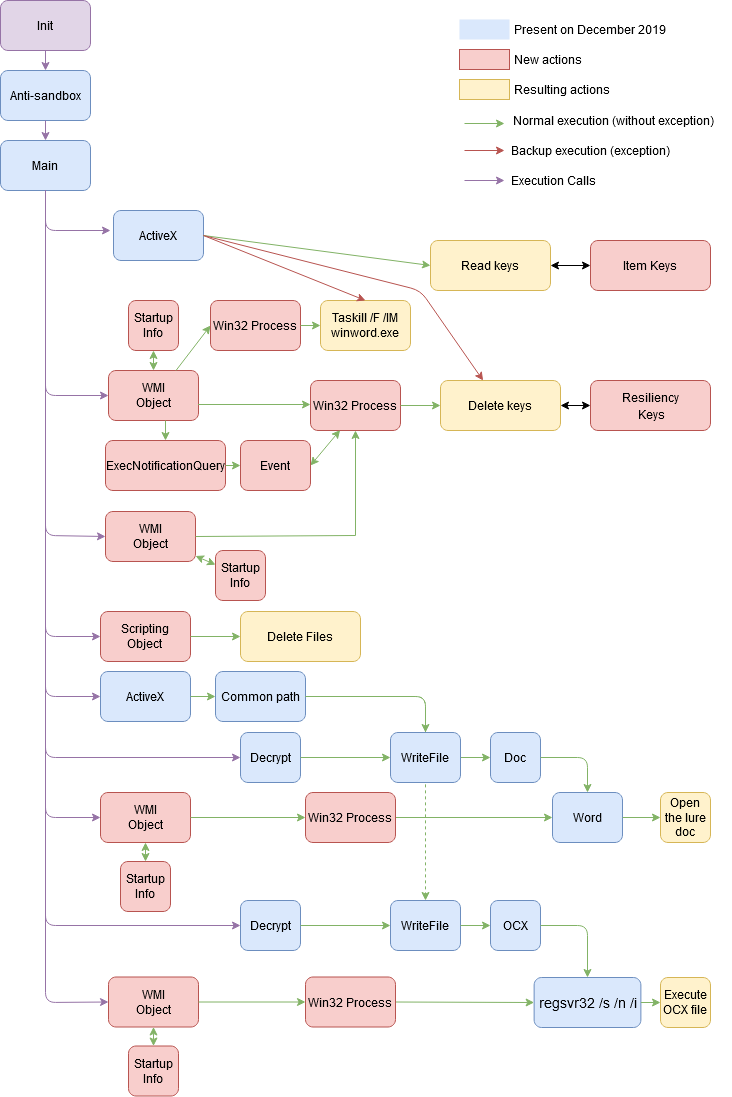 Init
Present on December 2019
New actions
Anti-sandbox
Resulting actions
Normal execution (without exception)
Main
Backup execution (exception)
Execution Calls
ActiveX
Read keys
Item Keys
Startup
Info
Win32 Process
Taskill /F /IM
winword.exe
WMI
Object
Win32 Process
Delete keys
Resiliency
Keys
ExecNotificationQuery
Event
WMI
Object
Startup
Info
Scripting
Object
Delete Files
ActiveX
Common path
Decrypt
WriteFile
Doc
WMI
Object
Win32 Process
Word
Open
the lure
doc
Startup
Info
Decrypt
WriteFile
OCX
WMI
Object
Win32 Process
regsvr32 /s /n /i
Execute
OCX file
Startup
Info